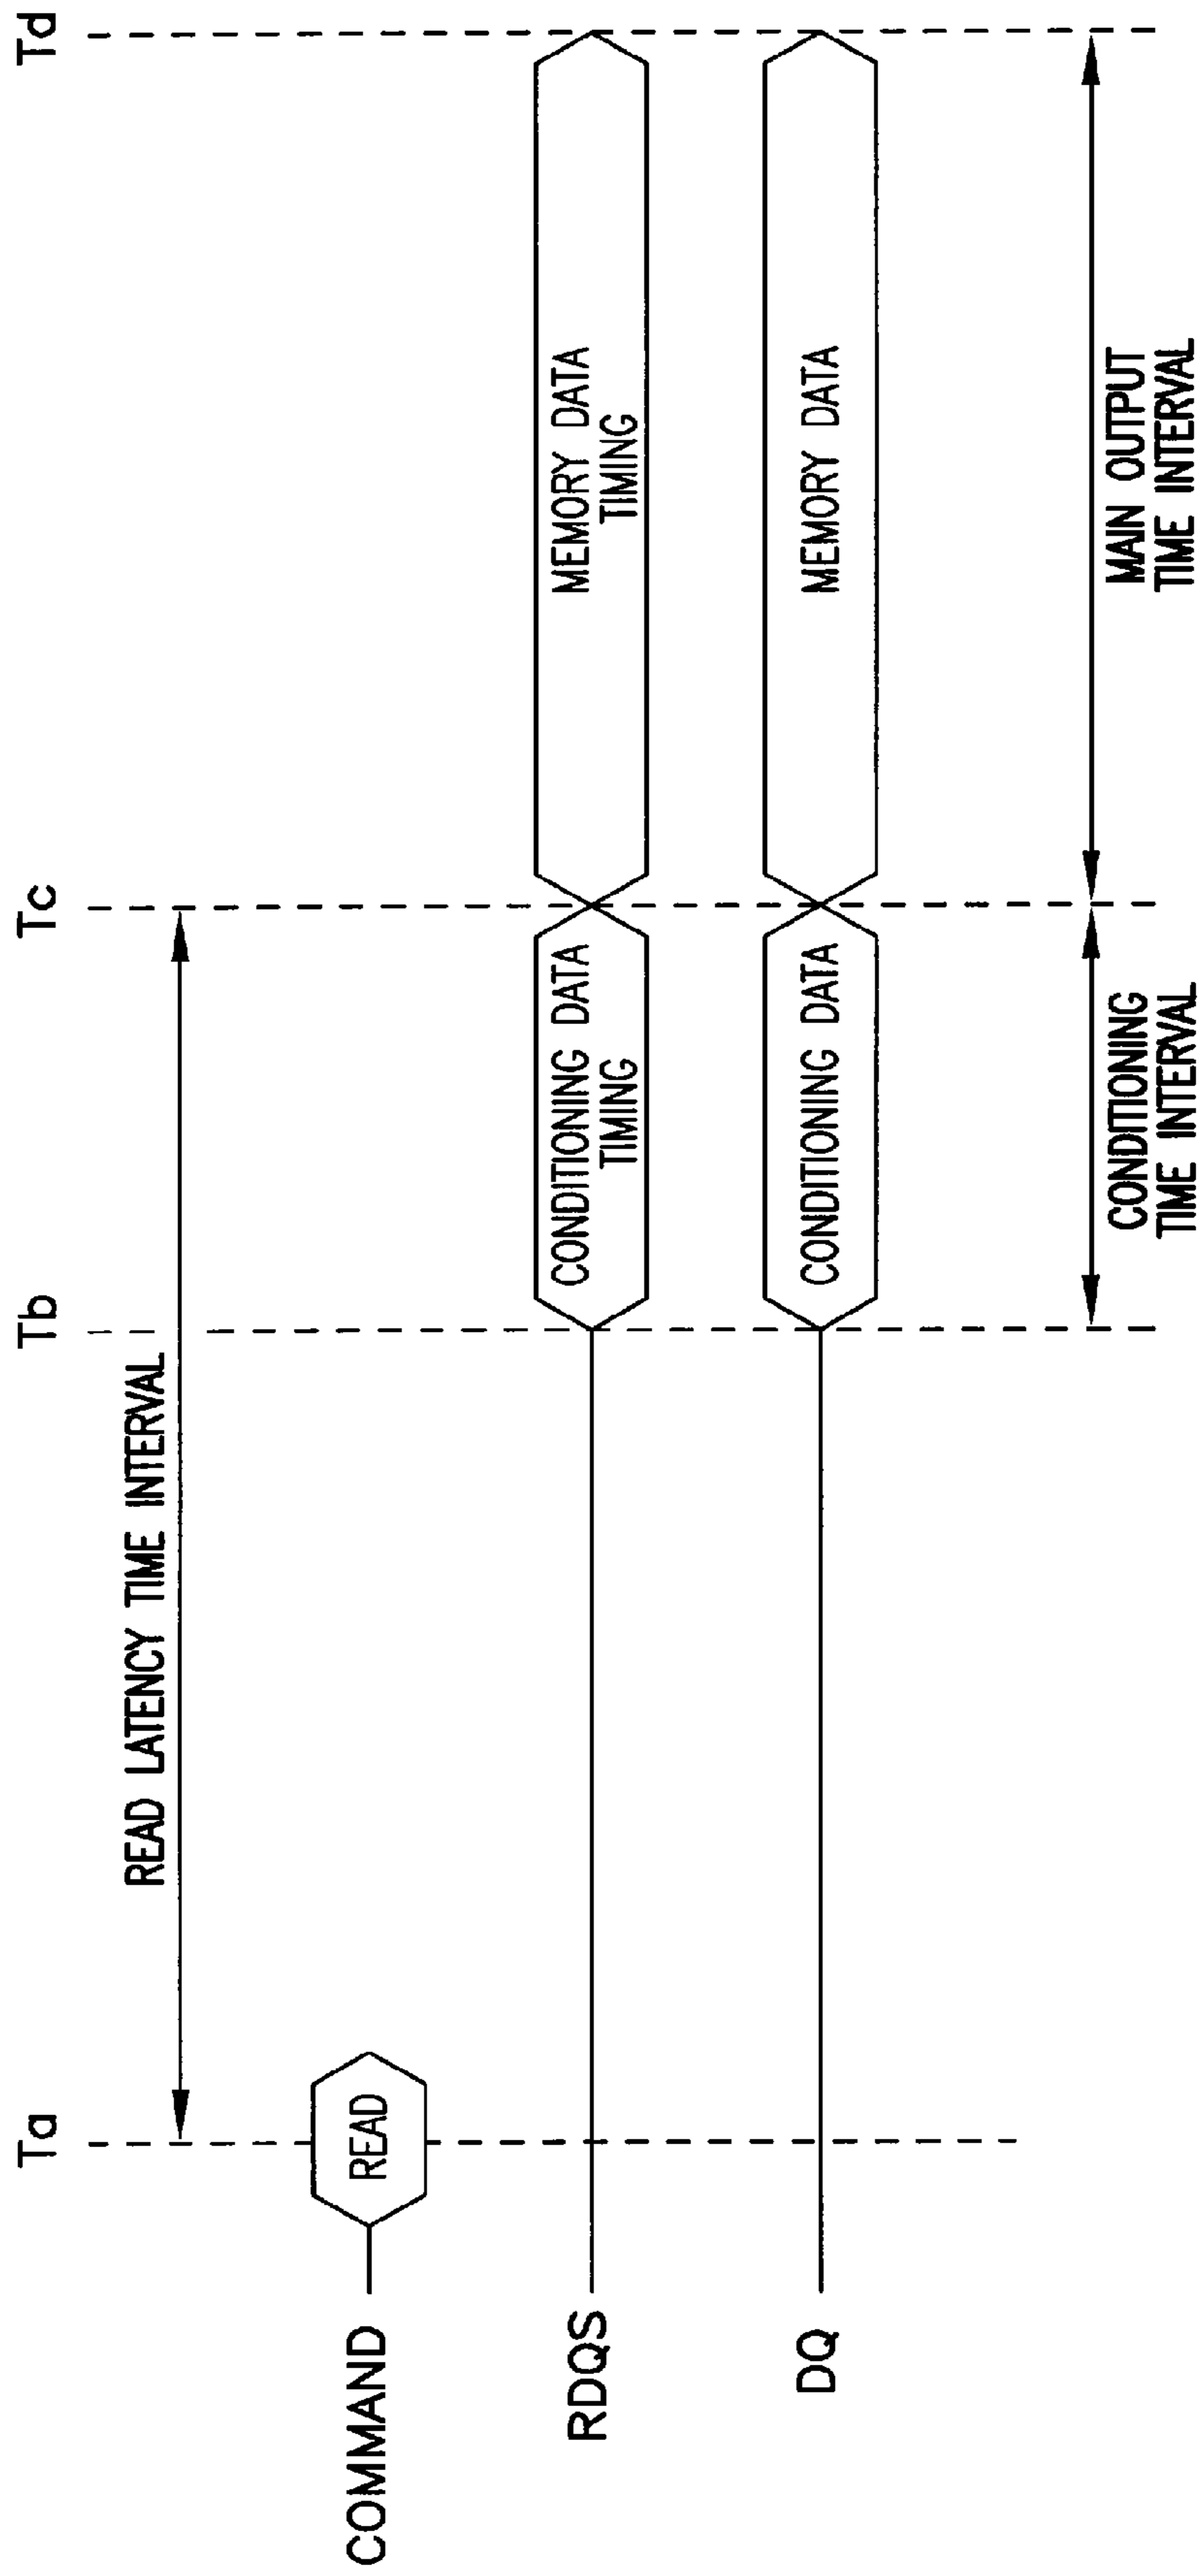 Ta
Tb
Tc
Td
READ LATENCY TIME INTERVAL
COMMAND
READ
RDQS
CONDITIONING DATA
TIMING
MEMORY DATA
TIMING
DQ
CONDITIONING DATA
MEMORY DATA
CONDITIONING
TIME INTERVAL
MAIN OUTPUT
TIME INTERVAL